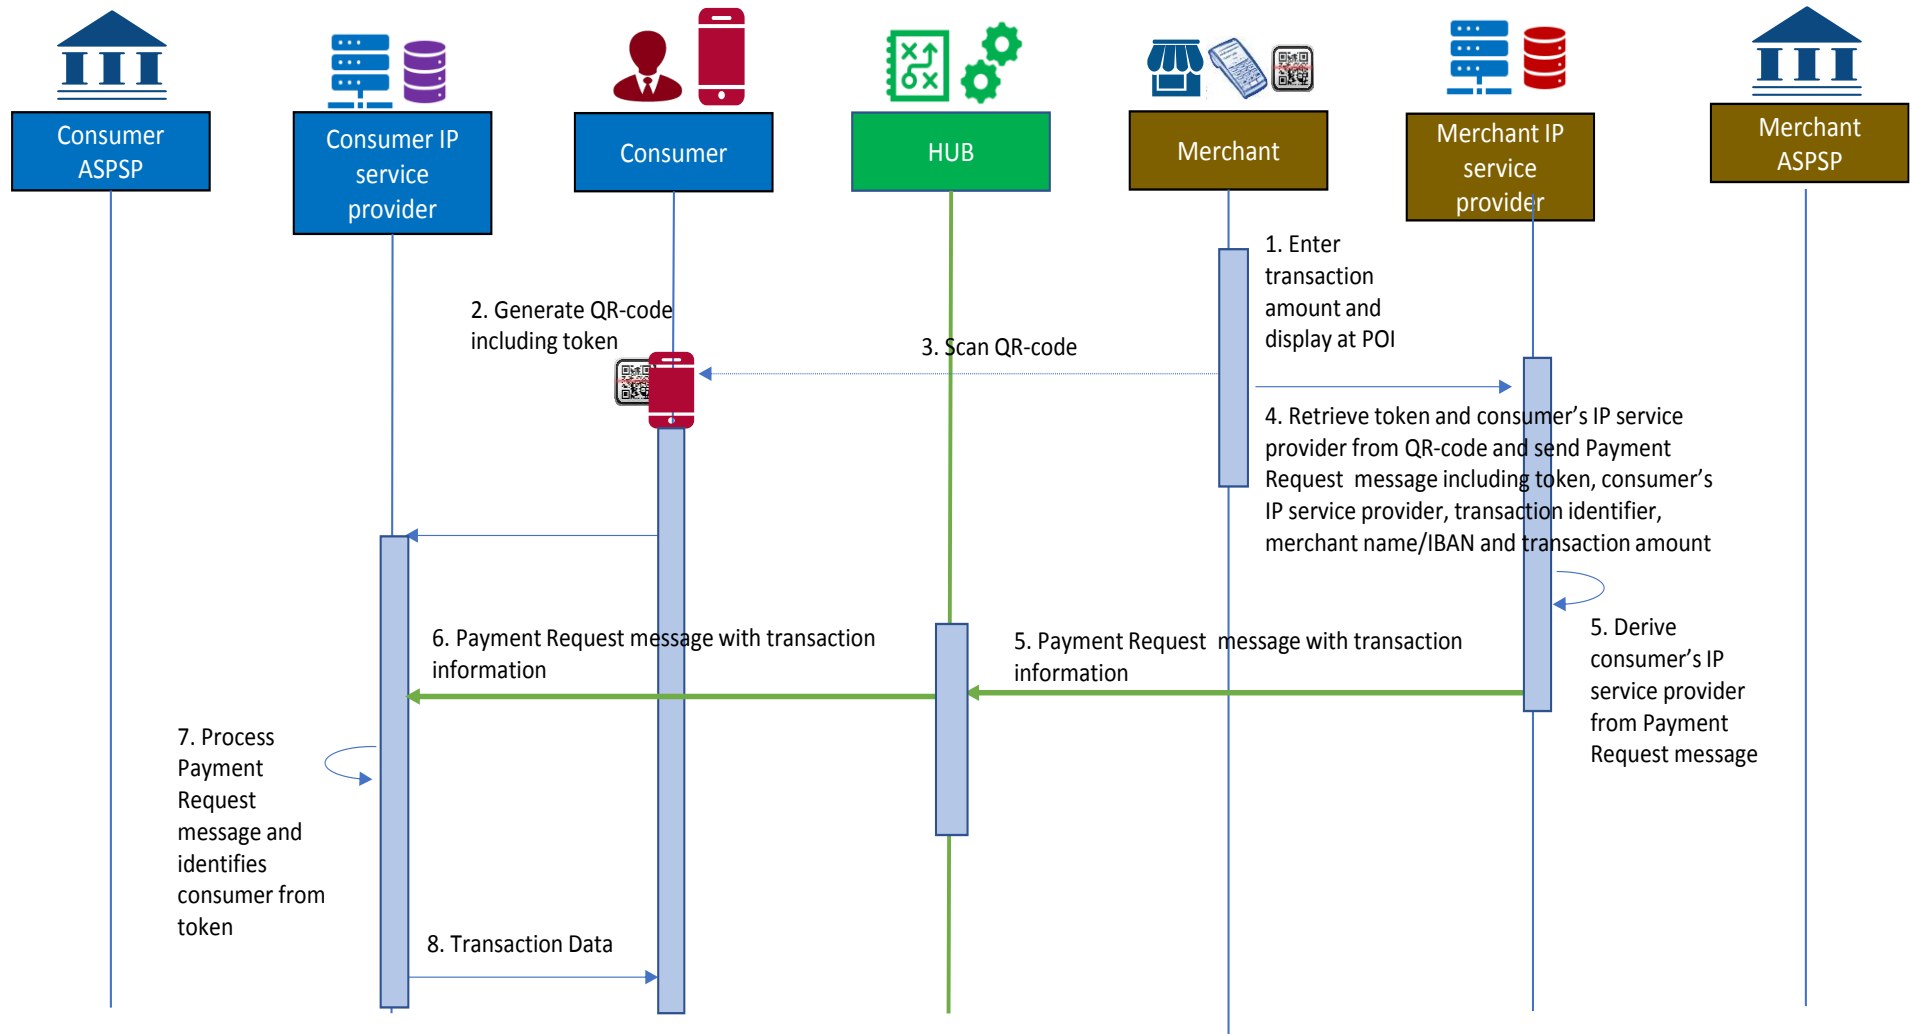 Consumer
ASPSP
Consumer IP
service
provider
Consumer
HUB
Merchant
Merchant IP
service
provider
Merchant
ASPSP
1. Enter
transaction
amount and
display at POI
2. Generate QR-code
including token
3. Scan QR-code
4. Retrieve token and consumer’s IP service
provider from QR-code and send Payment
Request  message including token, consumer’s
IP service provider, transaction identifier,
merchant name/IBAN and transaction amount
5. Derive
consumer’s IP
service provider
from Payment
Request message
5. Payment Request  message with transaction
information
6. Payment Request message with transaction
information
7. Process
Payment
Request
message and
identifies
consumer from
token
8. Transaction Data